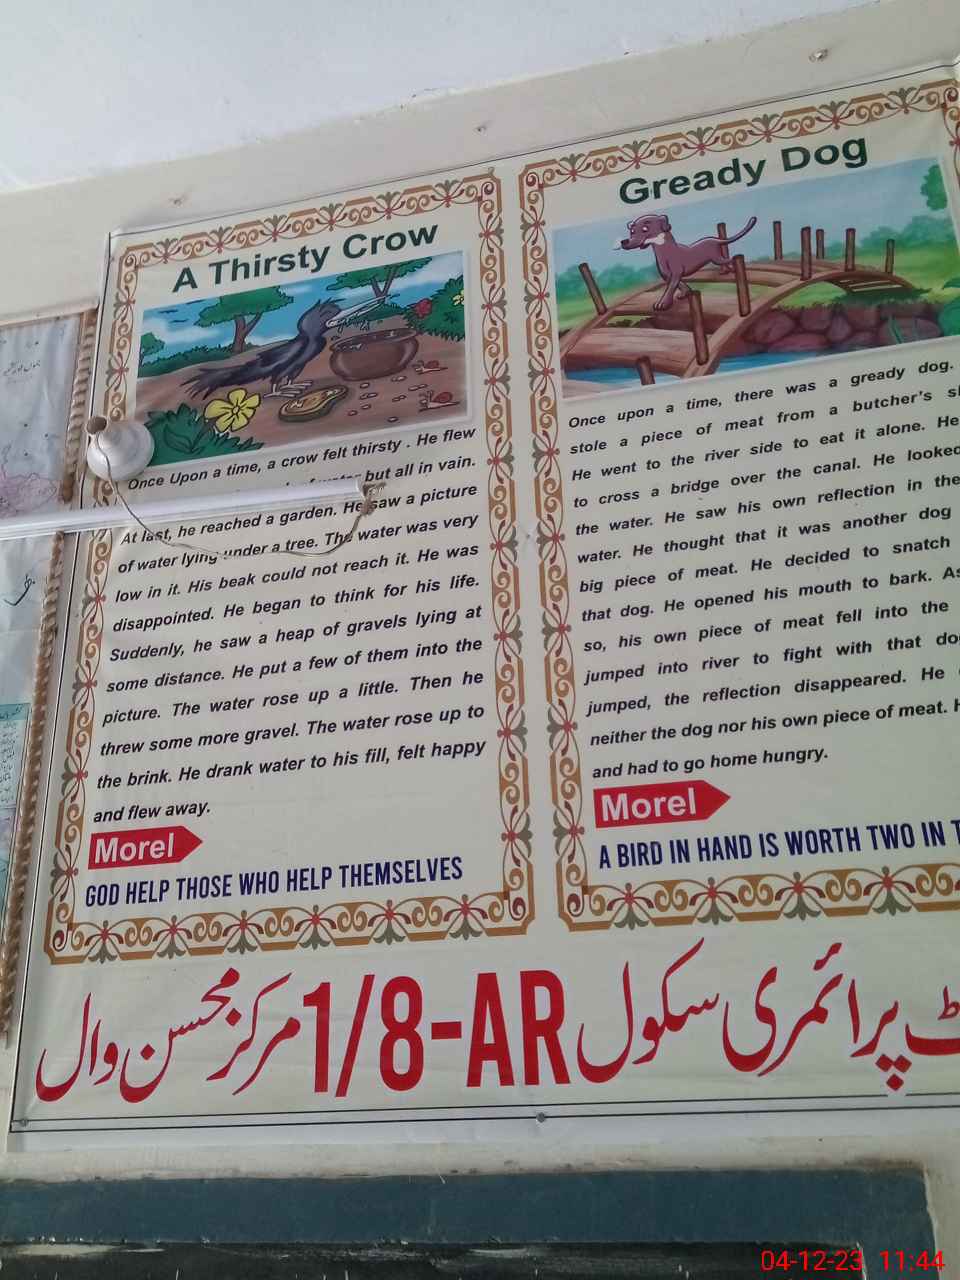 A Thirsty Crow
Once Upon a time, a crow felt thirsty . He flew
of water but all in vain.
At last, he reached a garden. He saw a picture
of water lying under a tree. The water was very
low in it. His beak could not reach it. He was
disappointed. He began to think for his life.
Suddenly, he saw a heap of gravels lying at
some distance. He put a few of them into the
picture. The water rose up a little. Then he
threw some more gravel. The water rose up to
the brink. He drank water to his fill, felt happy
and flew away.
Morel
GOD HELP THOSE WHO HELP THEMSELVES
Gready Dog
Once upon a time, there was a gready dog.
stole a piece of meat from a butcher's
He went to the river side to eat it alone. He
to cross a bridge over the canal. He looked
the water. He saw his own reflection in the
water. He thought that it was another dog
big piece of meat. He decided to snatch
that dog. He opened his mouth to bark. As
so, his own piece of meat fell into the
jumped into river to fight with that
jumped, the reflection disappeared. He
neither the dog nor his own piece of meat.
and had to go home hungry.
Morel
A BIRD IN HAND IS WORTH TWO IN
پرائمری سکول 1/8-AR مرکز محسن وال
04-12-23 11:44